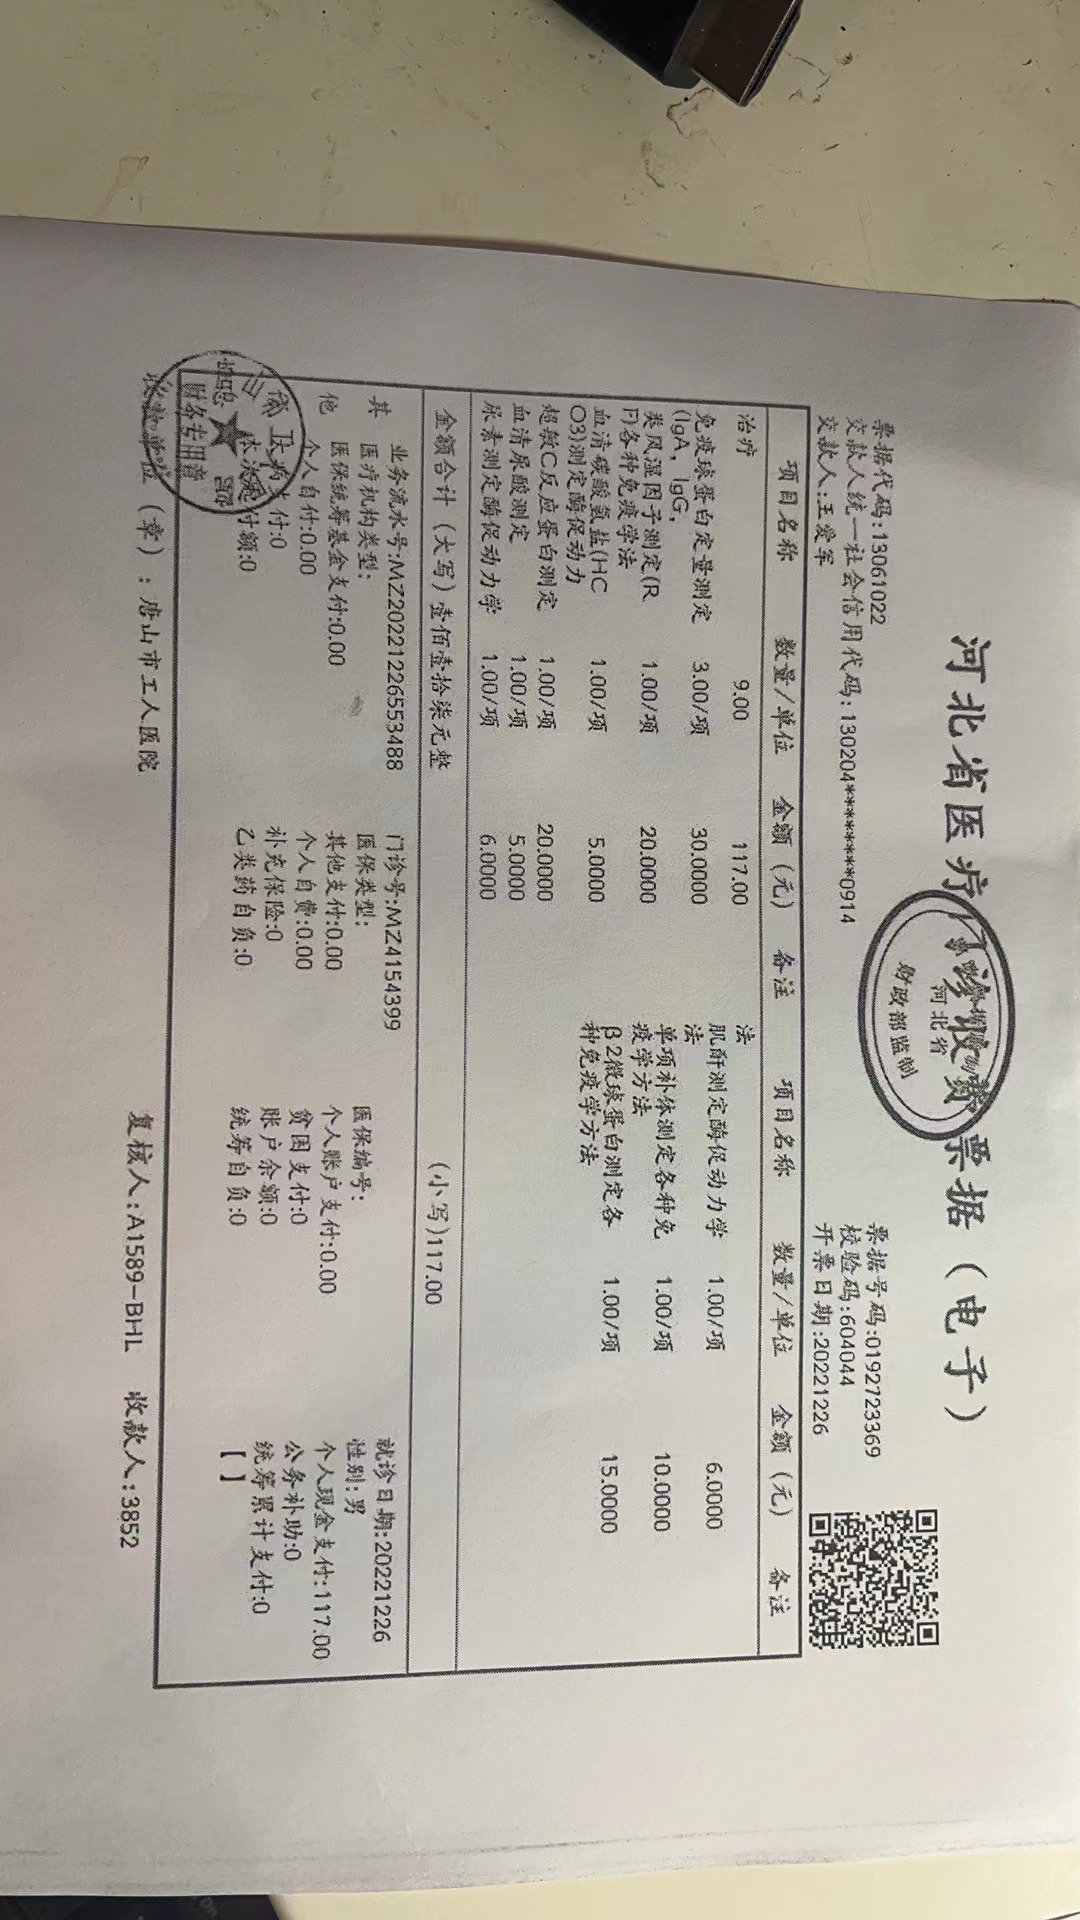 河北省医疗门诊收费票据（电子）
河北省
财政部监制
票据代码:13061022
交款人统一社会信用代码:130204********0914
交款人:王爱军
票据号码:0192723369
校验码:604044
开票日期:20221226
项目名称 数量/单位 金额（元） 备注 项目名称 数量/单位 金额（元） 备注
治疗 9.00 117.00
免疫球蛋白定量测定 3.00/项 30.0000
(IgA，IgG，
类风湿因子测定(R 1.00/项 20.0000
F)各种免疫学法
血清碳酸氢盐(HC 1.00/项 5.0000
O3)测定酶促动力
超敏C反应蛋白测定 1.00/项 20.0000
血清尿酸测定 1.00/项 5.0000
尿素测定酶促动力学 1.00/项 6.0000
法
肌酐测定酶促动力学 1.00/项 6.0000
法
单项补体测定各种免 1.00/项 10.0000
疫学方法
β2微球蛋白测定各 1.00/项 15.0000
种免疫学方法
金额合计（大写）壹佰壹拾柒元整 (小写)117.00
其他
业务流水号:MZ20221226553488 门诊号:MZ4154399 就诊日期:20221226
医疗机构类型: 医保类型: 医保编号: 性别:男
医保统筹基金支付:0.00 其他支付:0.00 个人账户支付:0.00 个人现金支付:117.00
个人自付:0.00 个人自费:0.00 贫困支付:0 公务补助:0
大病支付:0 补充保险:0 账户余额:0 统筹累计支付:0
本次起付额:0 乙类药自负:0 统筹自负:0 【】
财务专用章
收款单位（章）：唐山市工人医院 复核人:A1589-BHL 收款人:3852